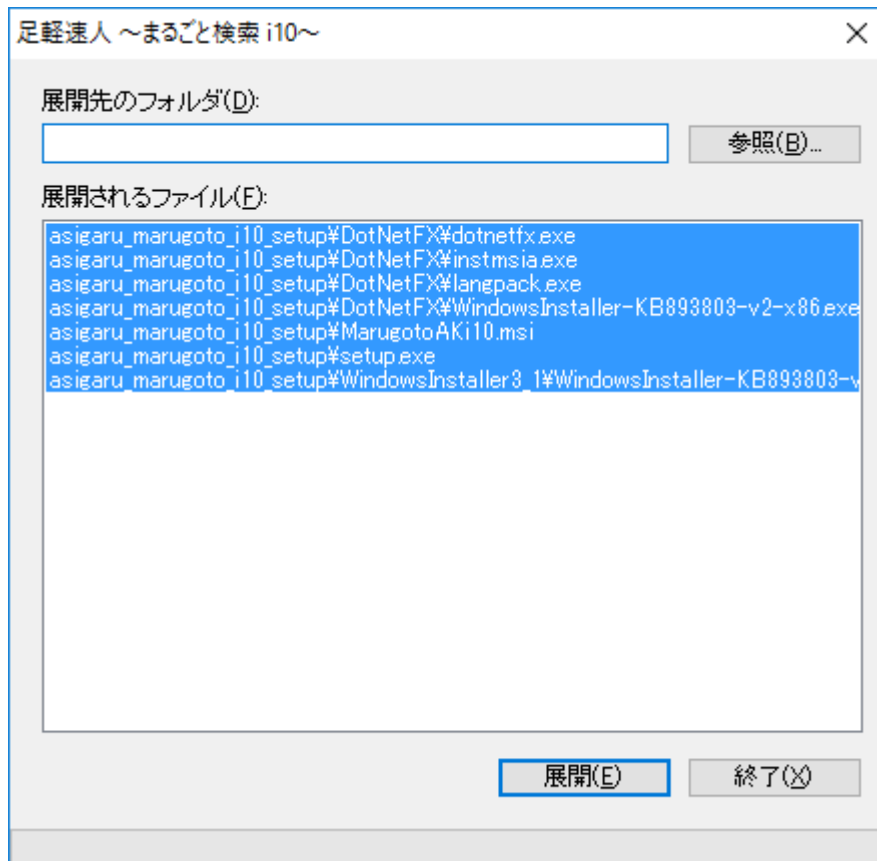 足軽速人 ～まるごと検索 i10～
展開先のフォルダ(D):
参照(B)...
展開されるファイル(F):
asigaru_marugoto_i10_setup¥DotNetFX¥dotnetfx.exe
asigaru_marugoto_i10_setup¥DotNetFX¥instmsia.exe
asigaru_marugoto_i10_setup¥DotNetFX¥langpack.exe
asigaru_marugoto_i10_setup¥DotNetFX¥WindowsInstaller-KB893803-v2-x86.exe
asigaru_marugoto_i10_setup¥MarugotoAKi10.msi
asigaru_marugoto_i10_setup¥setup.exe
asigaru_marugoto_i10_setup¥WindowsInstaller3_1¥WindowsInstaller-KB893803-v
展開(E)
終了(X)